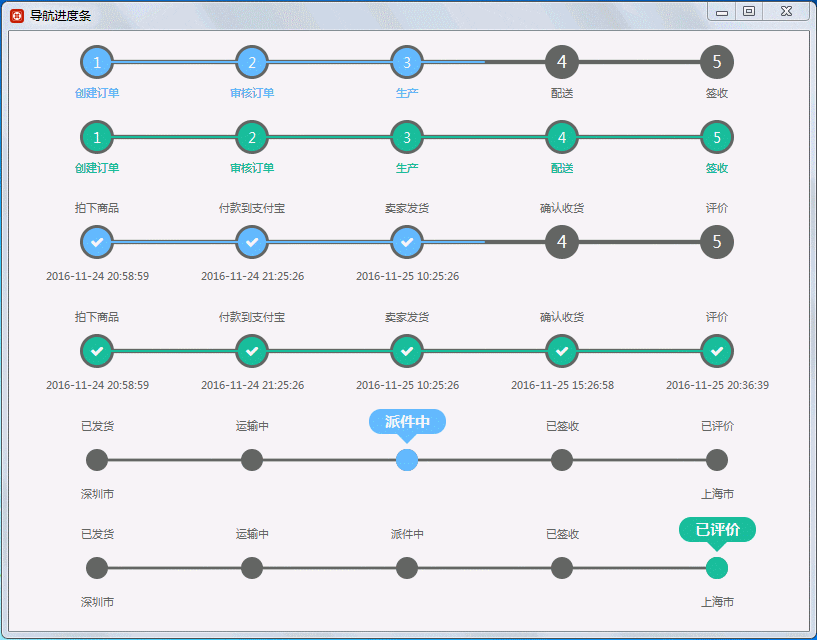 导航进度条
1 2 3 4 5
创建订单 审核订单 生产 配送 签收
1 2 3 4 5
创建订单 审核订单 生产 配送 签收
拍下商品 付款到支付宝 卖家发货 确认收货 评价
4 5
2016-11-24 20:58:59 2016-11-24 21:25:26 2016-11-25 10:25:26
拍下商品 付款到支付宝 卖家发货 确认收货 评价
2016-11-24 20:58:59 2016-11-24 21:25:26 2016-11-25 10:25:26 2016-11-25 15:26:58 2016-11-25 20:36:39
已发货 运输中 派件中 已签收 已评价
深圳市 上海市
已发货 运输中 派件中 已签收 已评价
深圳市 上海市